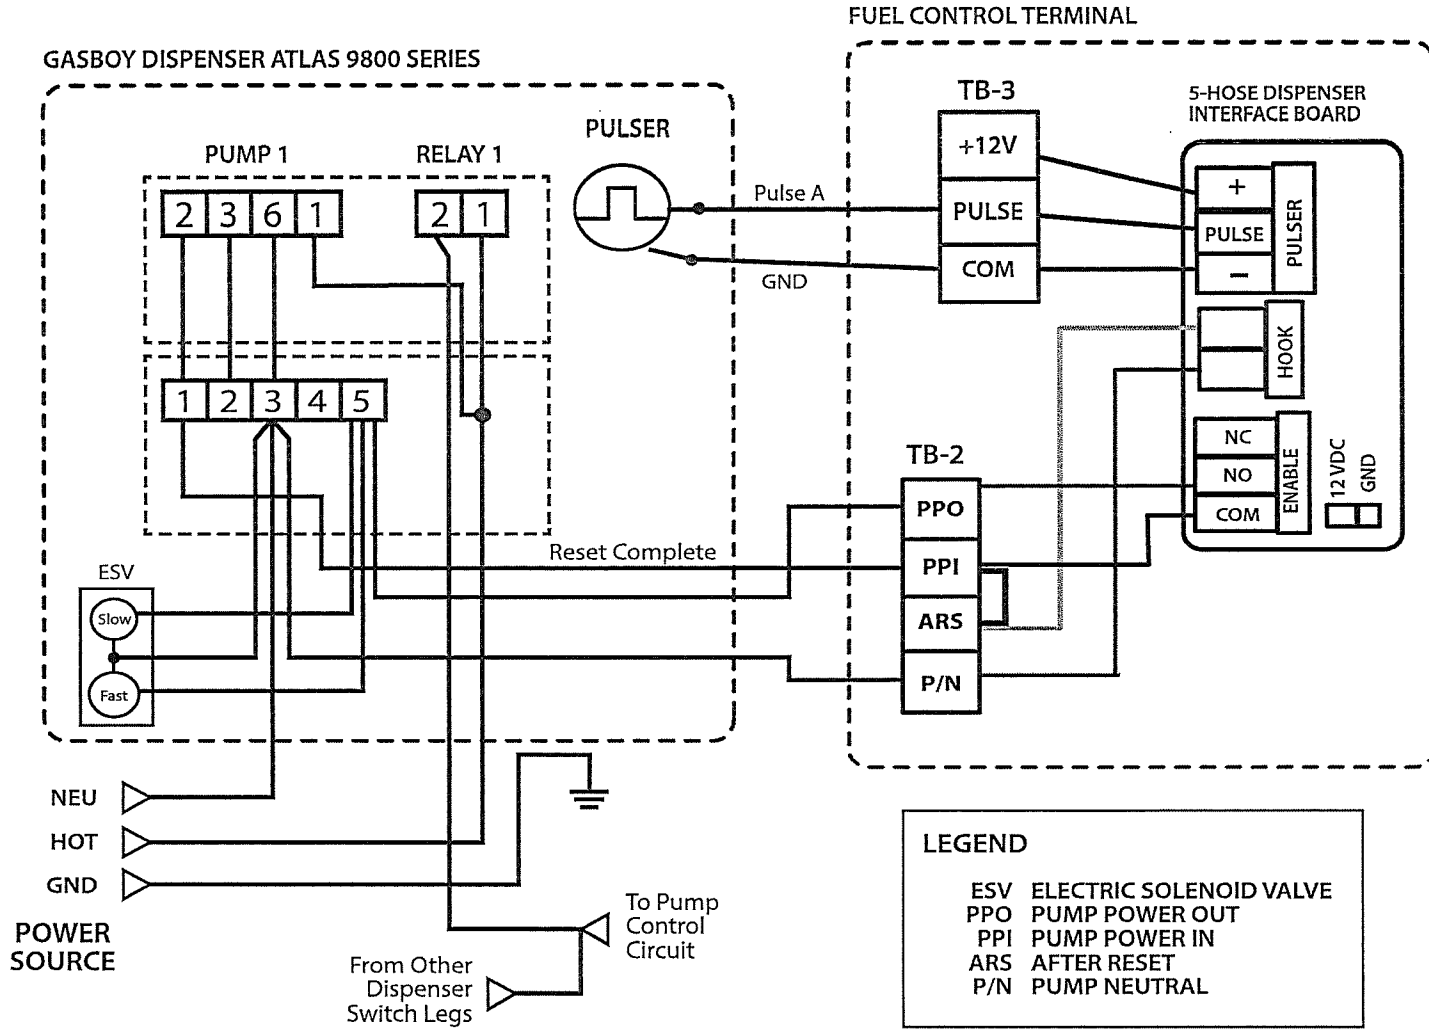 FUEL CONTROL TERMINAL
GASBOY DISPENSER ATLAS 9800 SERIES
TB-3
5-HOSE DISPENSER
INTERFACE BOARD
PULSER
PUMP 1
RELAY 1
2 3 6 1
2 1
Pulse A
GND
+12V
PULSE
COM
+
PULSE
−
PULSER
HOOK
1 2 3 4 5
TB-2
NC
NO
COM
ENABLE
12 VDC
GND
PPO
PPI
ARS
P/N
Reset Complete
ESV
Slow
Fast
NEU
HOT
GND
POWER
SOURCE
To Pump
Control
Circuit
From Other
Dispenser
Switch Legs
LEGEND
ESV ELECTRIC SOLENOID VALVE
PPO PUMP POWER OUT
PPI PUMP POWER IN
ARS AFTER RESET
P/N PUMP NEUTRAL